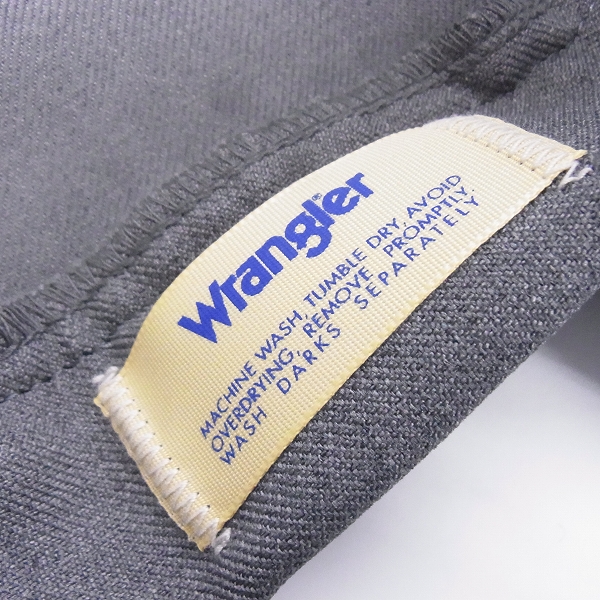 Wrangler®
MACHINE WASH, TUMBLE DRY, AVOID
OVERDRYING, REMOVE PROMPTLY.
WASH DARKS SEPARATELY